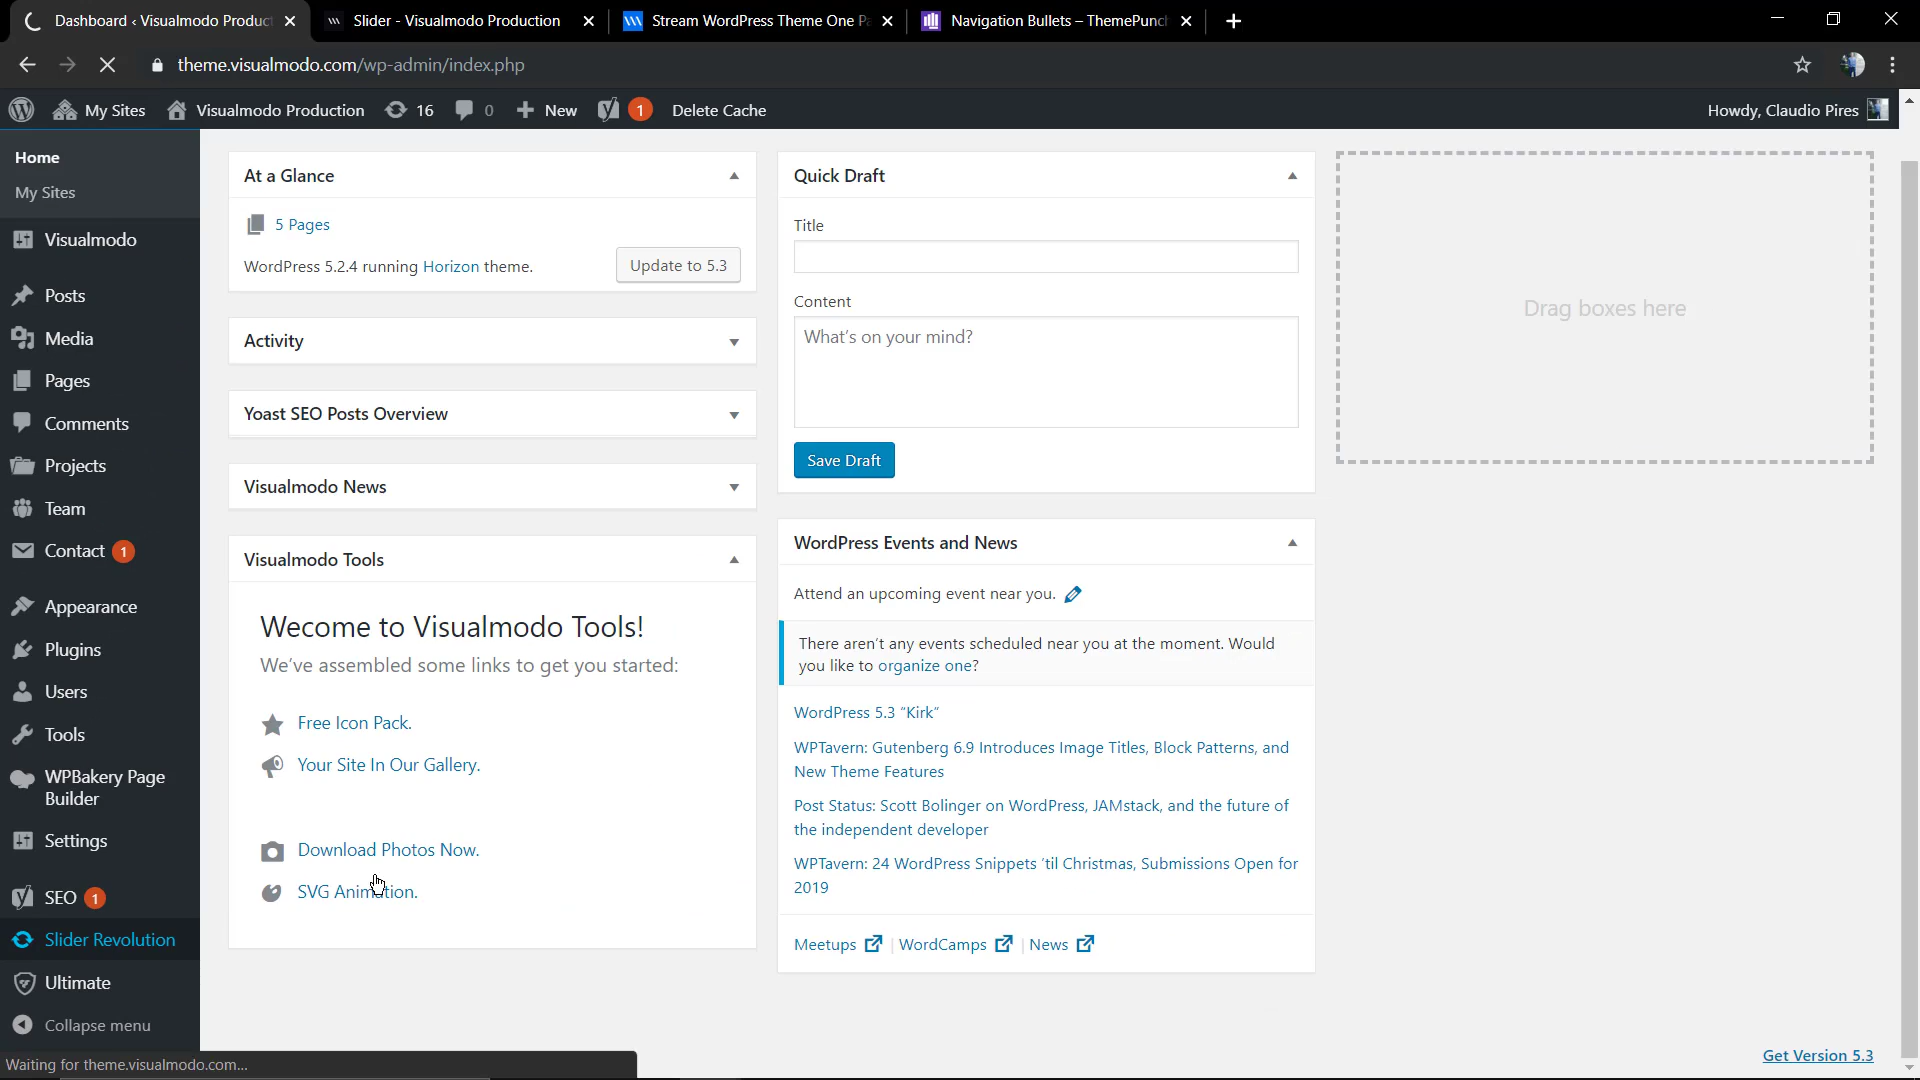 Dashboard ‹ Visualmodo Produc
Slider - Visualmodo Production
Stream WordPress Theme One Pa
Navigation Bullets – ThemePunch
theme.visualmodo.com/wp-admin/index.php
My Sites
Visualmodo Production
16
0
New
1
Delete Cache
Howdy, Claudio Pires
Home
My Sites
Visualmodo
Posts
Media
Pages
Comments
Projects
Team
Contact 1
Appearance
Plugins
Users
Tools
WPBakery Page
Builder
Settings
SEO 1
Slider Revolution
Ultimate
Collapse menu
Waiting for theme.visualmodo.com...
At a Glance
5 Pages
WordPress 5.2.4 running Horizon theme.
Update to 5.3
Activity
Yoast SEO Posts Overview
Visualmodo News
Visualmodo Tools
Wecome to Visualmodo Tools!
We've assembled some links to get you started:
Free Icon Pack.
Your Site In Our Gallery.
Download Photos Now.
SVG Animation.
Quick Draft
Title
Content
What's on your mind?
Save Draft
WordPress Events and News
Attend an upcoming event near you.
There aren't any events scheduled near you at the moment. Would
you like to organize one?
WordPress 5.3 “Kirk”
WPTavern: Gutenberg 6.9 Introduces Image Titles, Block Patterns, and
New Theme Features
Post Status: Scott Bolinger on WordPress, JAMstack, and the future of
the independent developer
WPTavern: 24 WordPress Snippets ’til Christmas, Submissions Open for
2019
Meetups | WordCamps | News
Drag boxes here
Get Version 5.3